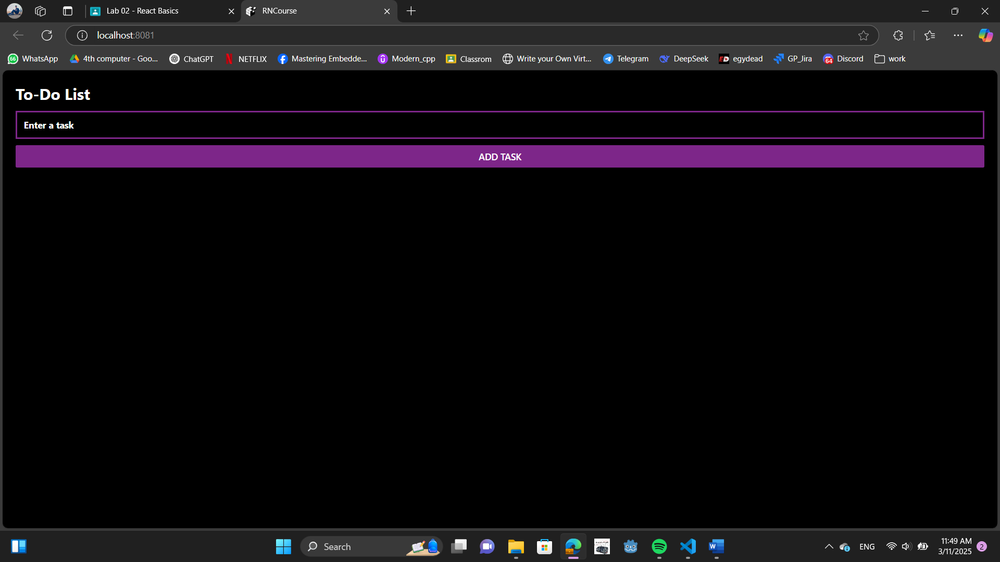 Lab 02 - React Basics
RNCourse
localhost:8081
66 WhatsApp
4th computer - Goo...
ChatGPT
NETFLIX
Mastering Embedde...
Modern_cpp
Classrom
Write your Own Virt...
Telegram
DeepSeek
ED egydead
GP_Jira
64 Discord
work
To-Do List
Enter a task
ADD TASK
Search
ENG
11:49 AM
3/11/2025
2